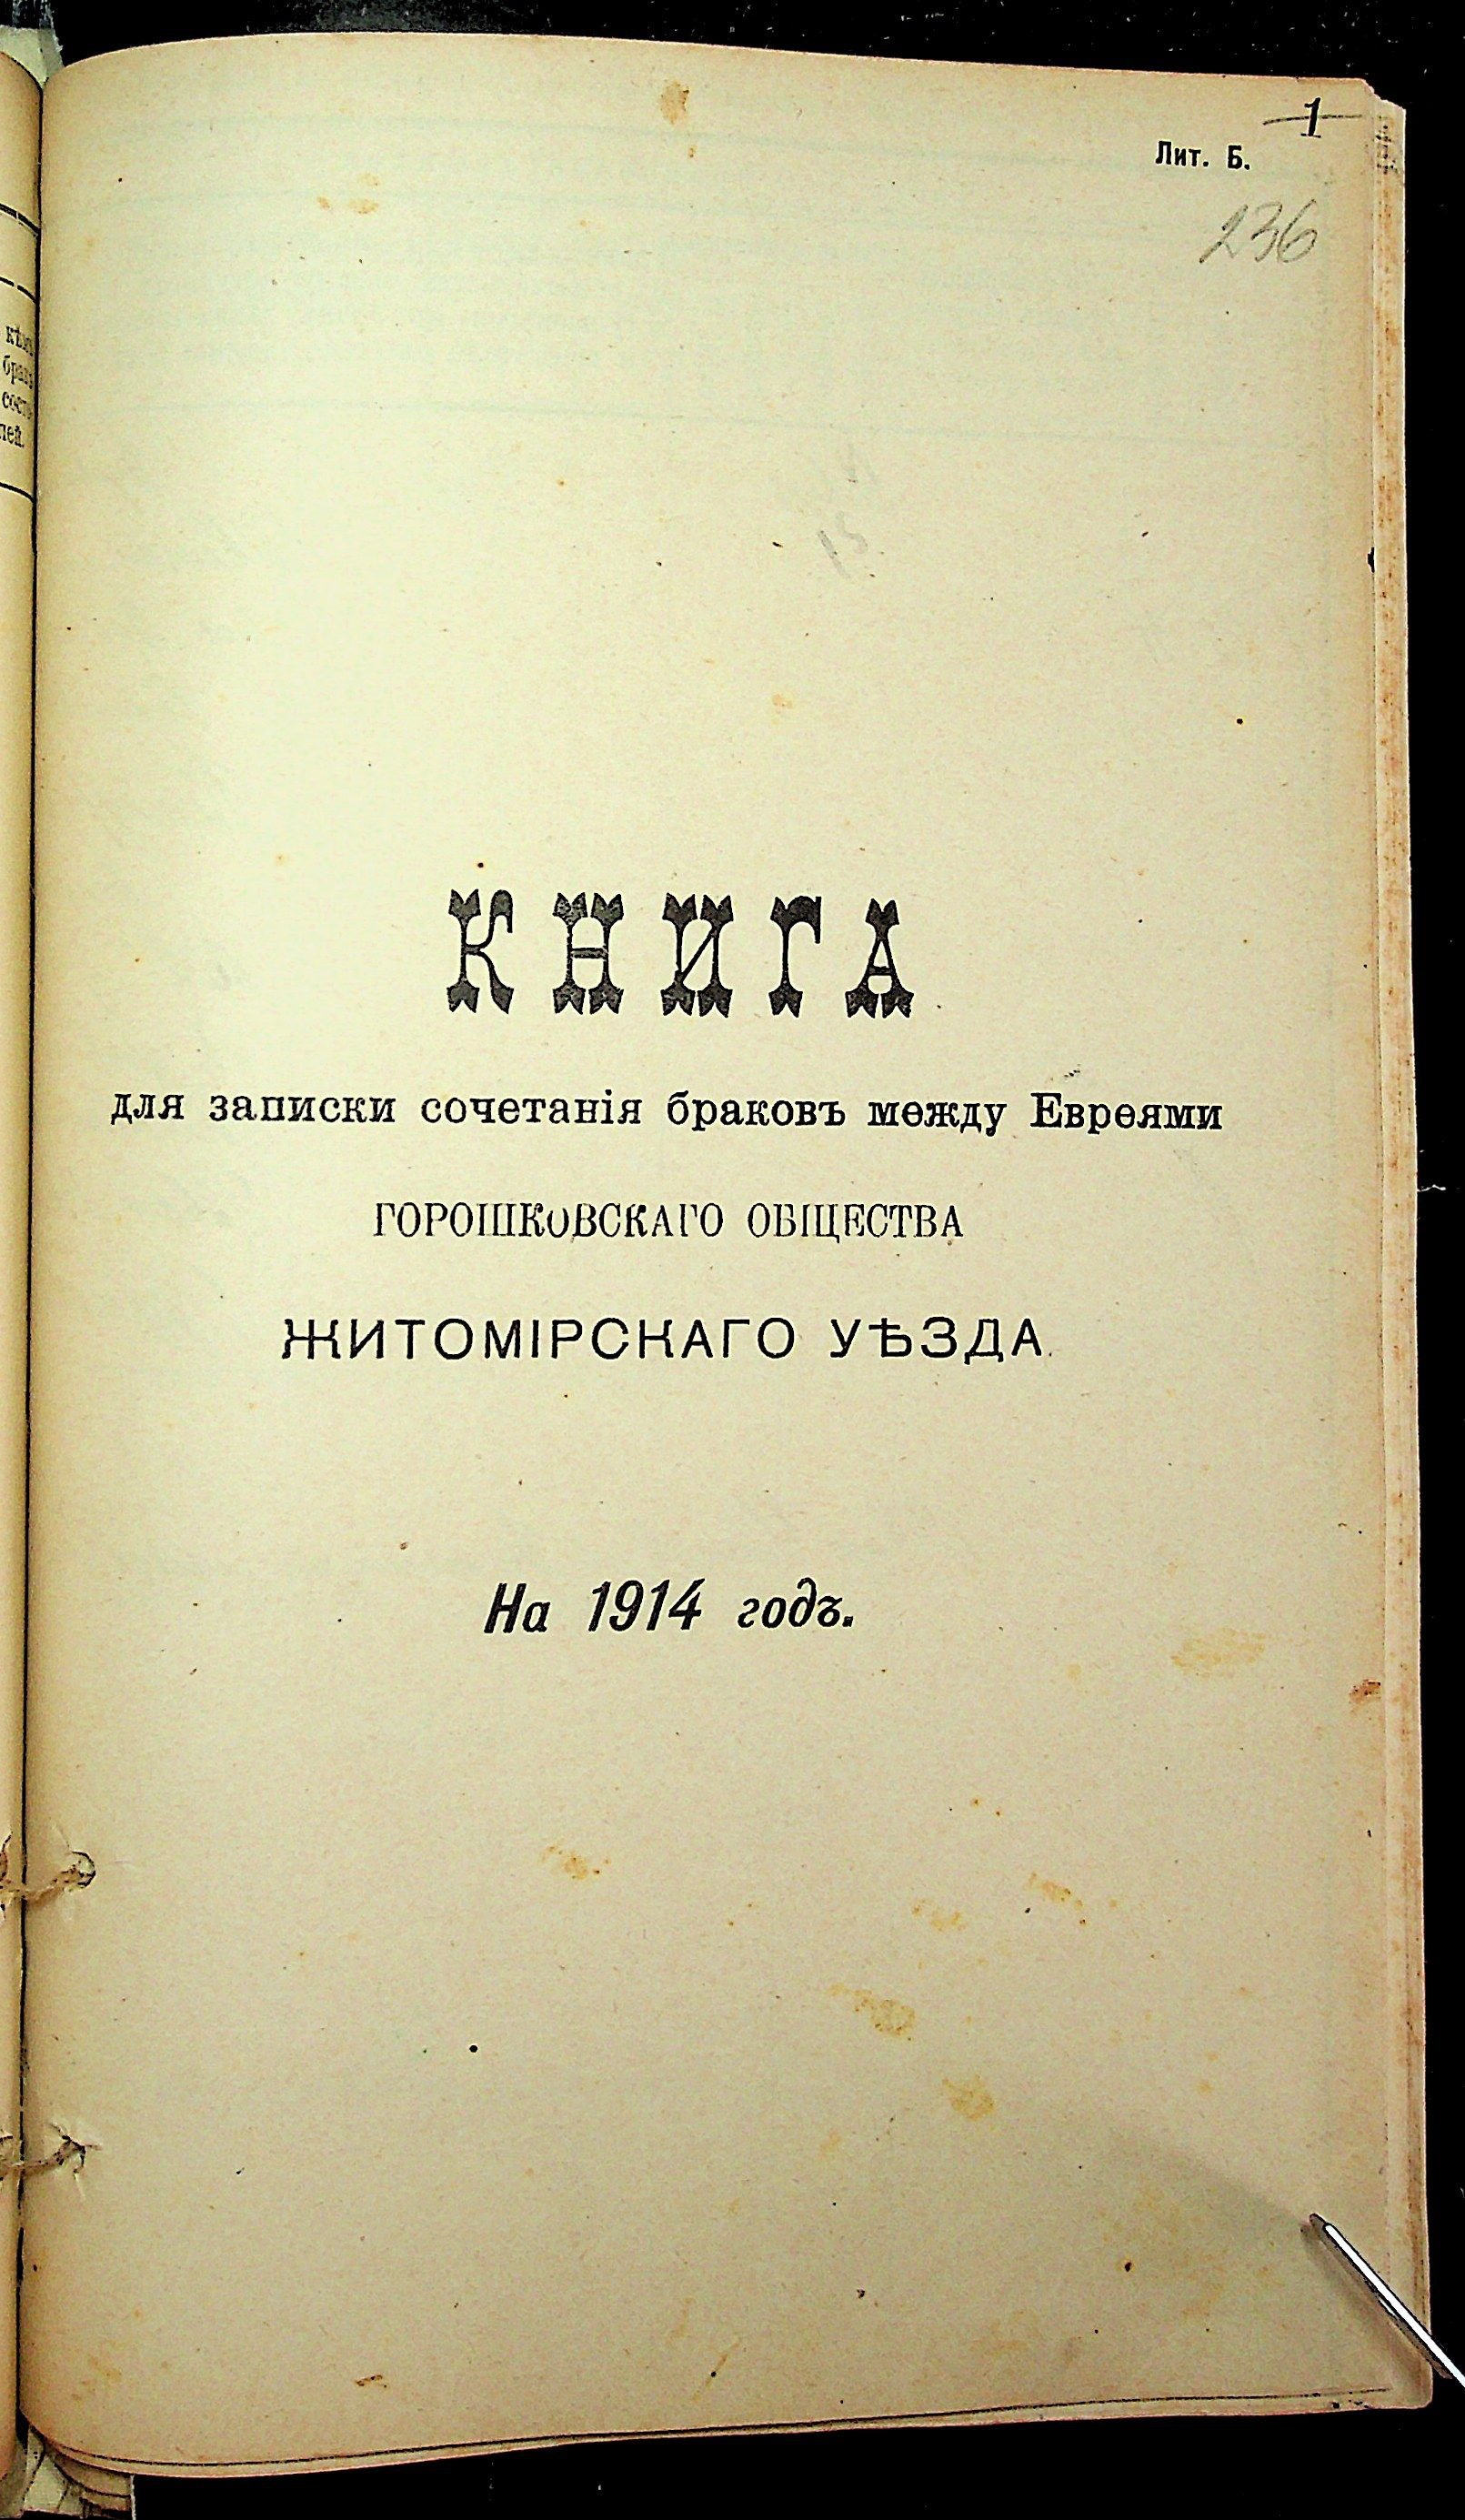 1
Лит. Б.
236
КНИГА
для записки сочетанія браковъ между Евреями
ГОРОШКОВСКАГО ОБЩЕСТВА
ЖИТОМІРСКАГО УѢЗДА.
На 1914 годъ.